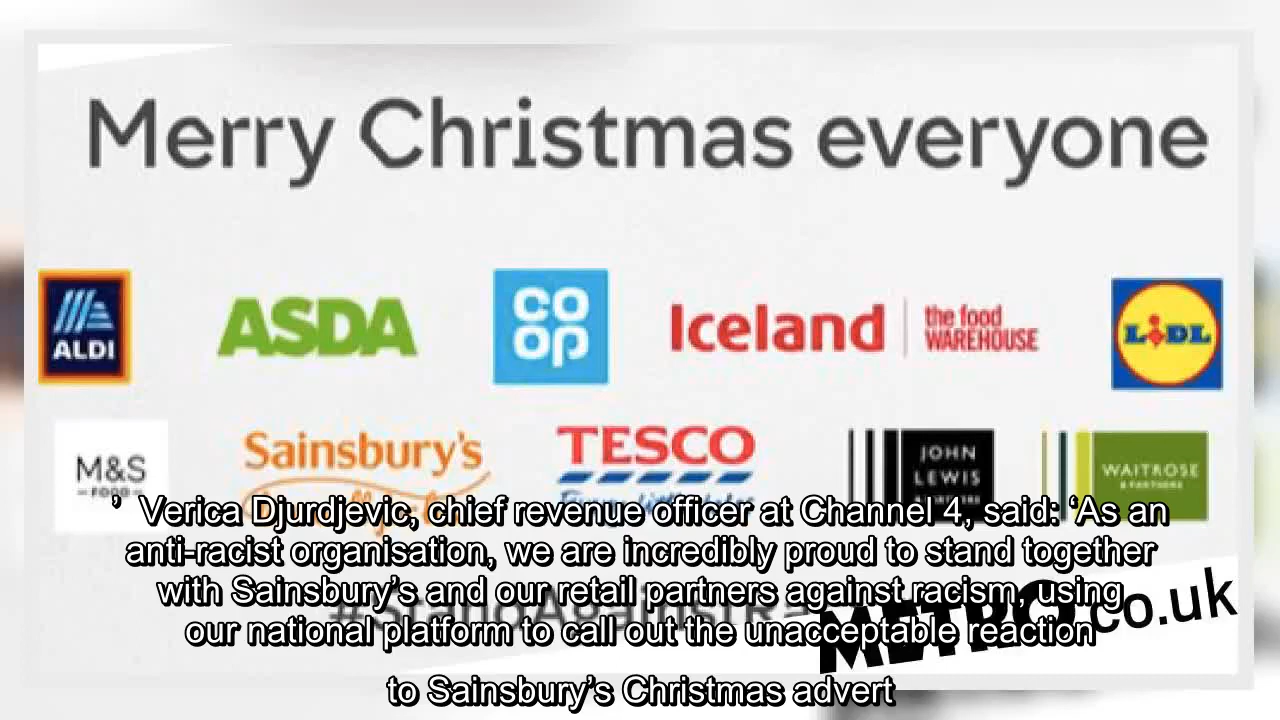 Merry Christmas everyone
ALDI
ASDA
CO
OP
Iceland
the food
WAREHOUSE
LIDL
M&S
FOOD
Sainsbury's
TESCO
JOHN
LEWIS
WAITROSE
& PARTNERS
’ Verica Djurdjevic, chief revenue officer at Channel 4, said: ‘As an
anti-racist organisation, we are incredibly proud to stand together
with Sainsbury’s and our retail partners against racism, using
our national platform to call out the unacceptable reaction
to Sainsbury’s Christmas advert
METRO.co.uk